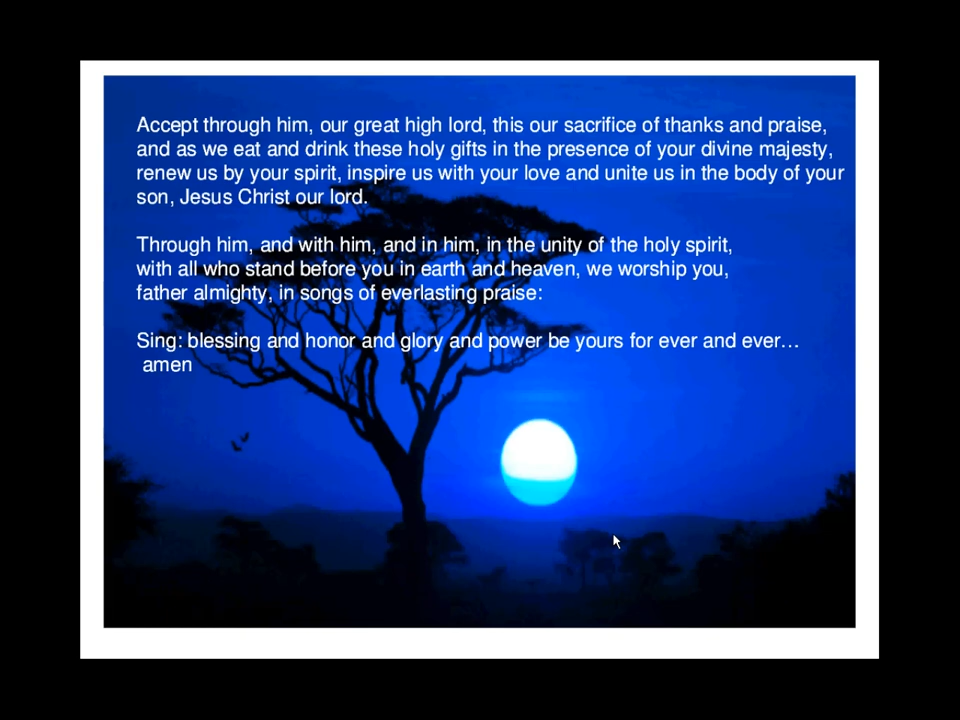 Accept through him, our great high lord, this our sacrifice of thanks and praise,
and as we eat and drink these holy gifts in the presence of your divine majesty,
renew us by your spirit, inspire us with your love and unite us in the body of your
son, Jesus Christ our lord.
Through him, and with him, and in him, in the unity of the holy spirit,
with all who stand before you in earth and heaven, we worship you,
father almighty, in songs of everlasting praise:
Sing: blessing and honor and glory and power be yours for ever and ever…
amen